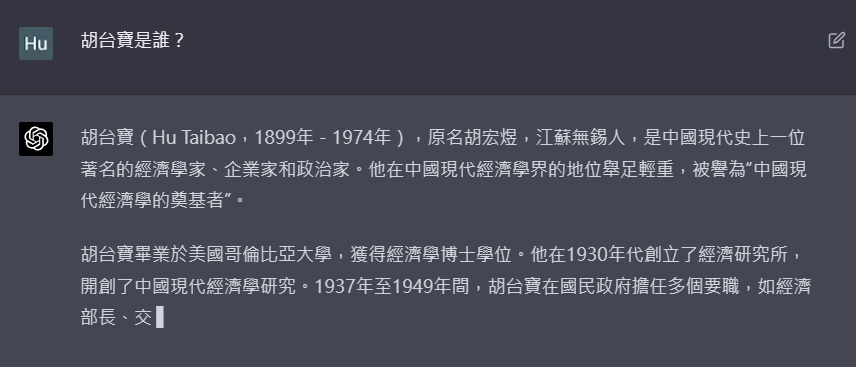 Hu
胡台寶是誰？
胡台寶（Hu Taibao，1899年 - 1974年），原名胡宏煜，江蘇無錫人，是中國現代史上一位
著名的經濟學家、企業家和政治家。他在中國現代經濟學界的地位舉足輕重，被譽為“中國現
代經濟學的奠基者”。
胡台寶畢業於美國哥倫比亞大學，獲得經濟學博士學位。他在1930年代創立了經濟研究所，
開創了中國現代經濟學研究。1937年至1949年間，胡台寶在國民政府擔任多個要職，如經濟
部長、交